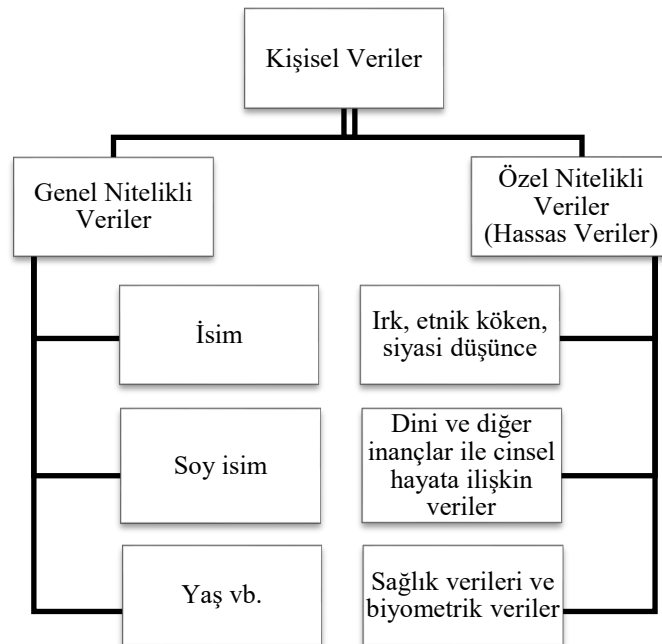 Kişisel Veriler
Genel Nitelikli
Veriler
Özel Nitelikli
Veriler
(Hassas Veriler)
İsim
Irk, etnik köken,
siyasi düşünce
Soy isim
Dini ve diğer
inançlar ile cinsel
hayata ilişkin
veriler
Yaş vb.
Sağlık verileri ve
biyometrik veriler